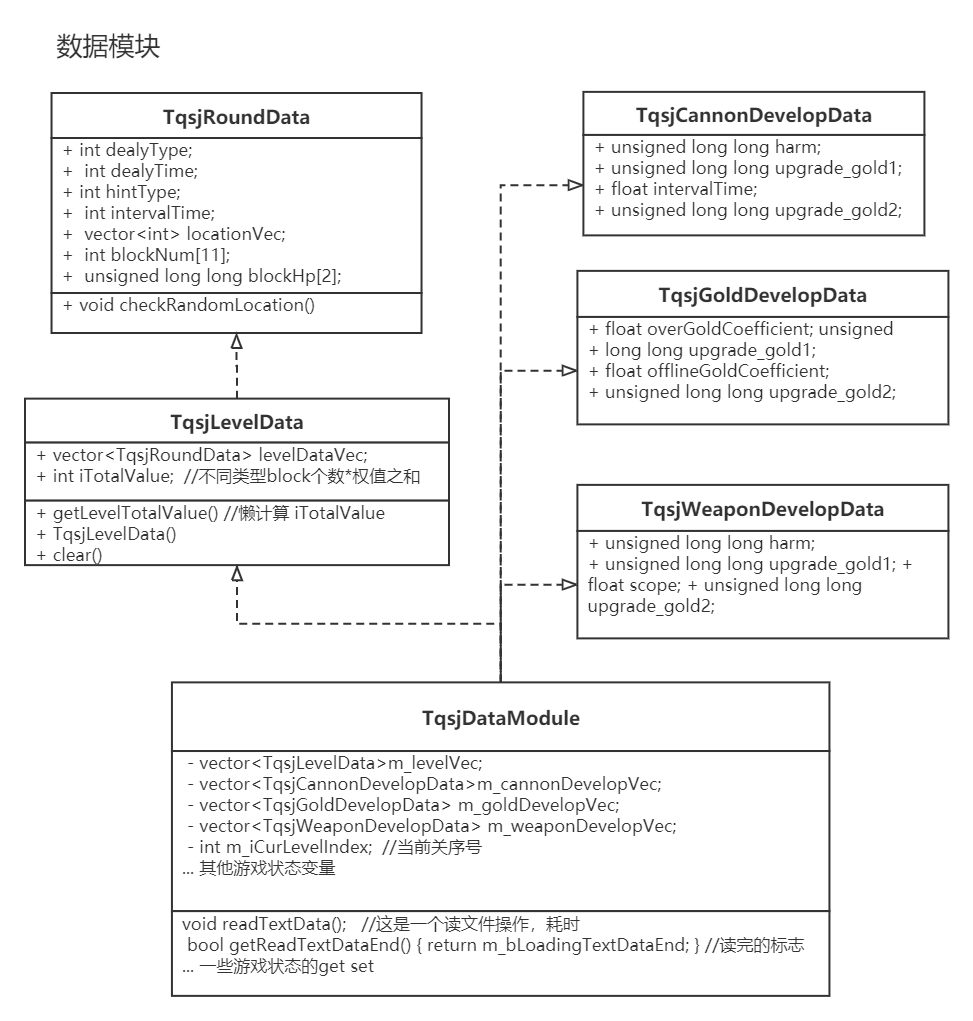 数据模块
TqsjRoundData
+ int dealyType;
+ int dealyTime;
+ int hintType;
+ int intervalTime;
+ vector<int> locationVec;
+ int blockNum[11];
+ unsigned long long blockHp[2];
+ void checkRandomLocation()
TqsjCannonDevelopData
+ unsigned long long harm;
+ unsigned long long upgrade_gold1;
+ float intervalTime;
+ unsigned long long upgrade_gold2;
TqsjGoldDevelopData
+ float overGoldCoefficient; unsigned
+ long long upgrade_gold1;
+ float offlineGoldCoefficient;
+ unsigned long long upgrade_gold2;
TqsjLevelData
+ vector<TqsjRoundData> levelDataVec;
+ int iTotalValue; //不同类型block个数*权值之和
+ getLevelTotalValue() //懒计算 iTotalValue
+ TqsjLevelData()
+ clear()
TqsjWeaponDevelopData
+ unsigned long long harm;
+ unsigned long long upgrade_gold1; +
float scope; + unsigned long long
upgrade_gold2;
TqsjDataModule
- vector<TqsjLevelData>m_levelVec;
- vector<TqsjCannonDevelopData>m_cannonDevelopVec;
- vector<TqsjGoldDevelopData> m_goldDevelopVec;
- vector<TqsjWeaponDevelopData> m_weaponDevelopVec;
- int m_iCurLevelIndex; //当前关序号
... 其他游戏状态变量
void readTextData(); //这是一个读文件操作，耗时
bool getReadTextDataEnd() { return m_bLoadingTextDataEnd; } //读完的标志
... 一些游戏状态的get set